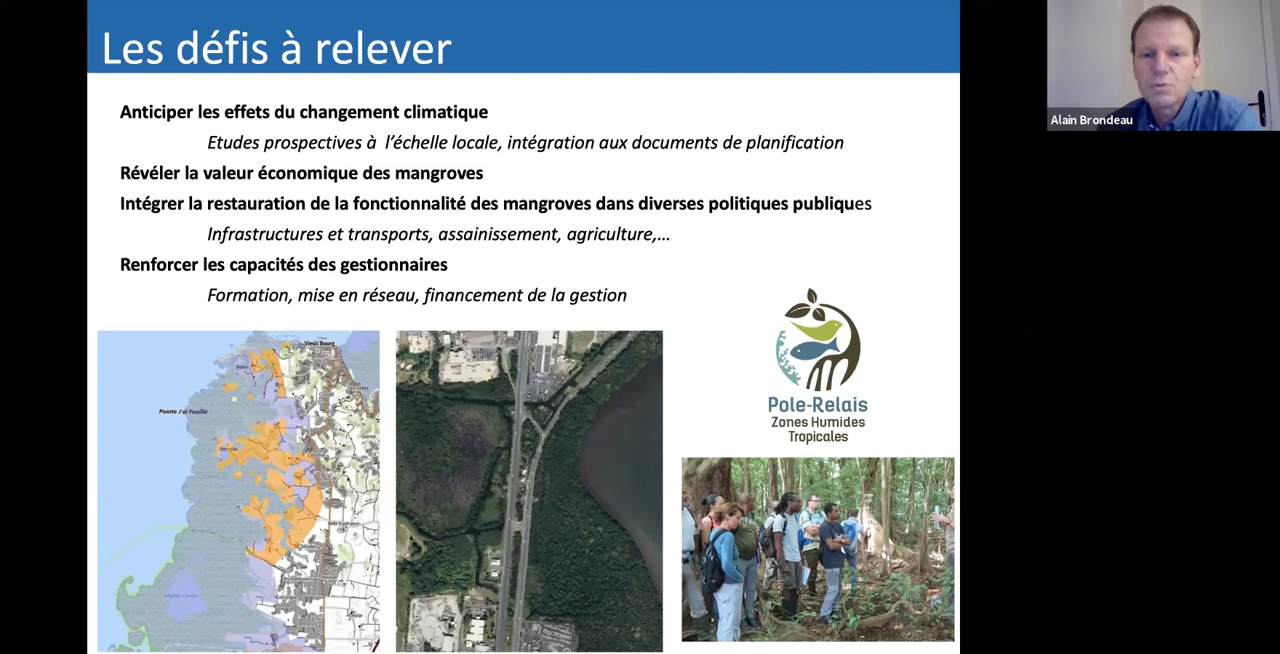 Les défis à relever
Anticiper les effets du changement climatique
Etudes prospectives à l'échelle locale, intégration aux documents de planification
Révéler la valeur économique des mangroves
Intégrer la restauration de la fonctionnalité des mangroves dans diverses politiques publiques
Infrastructures et transports, assainissement, agriculture,...
Renforcer les capacités des gestionnaires
Formation, mise en réseau, financement de la gestion
Alain Brondeau
Vieux Bourg
Pole-Relais
Zones Humides
Tropicales